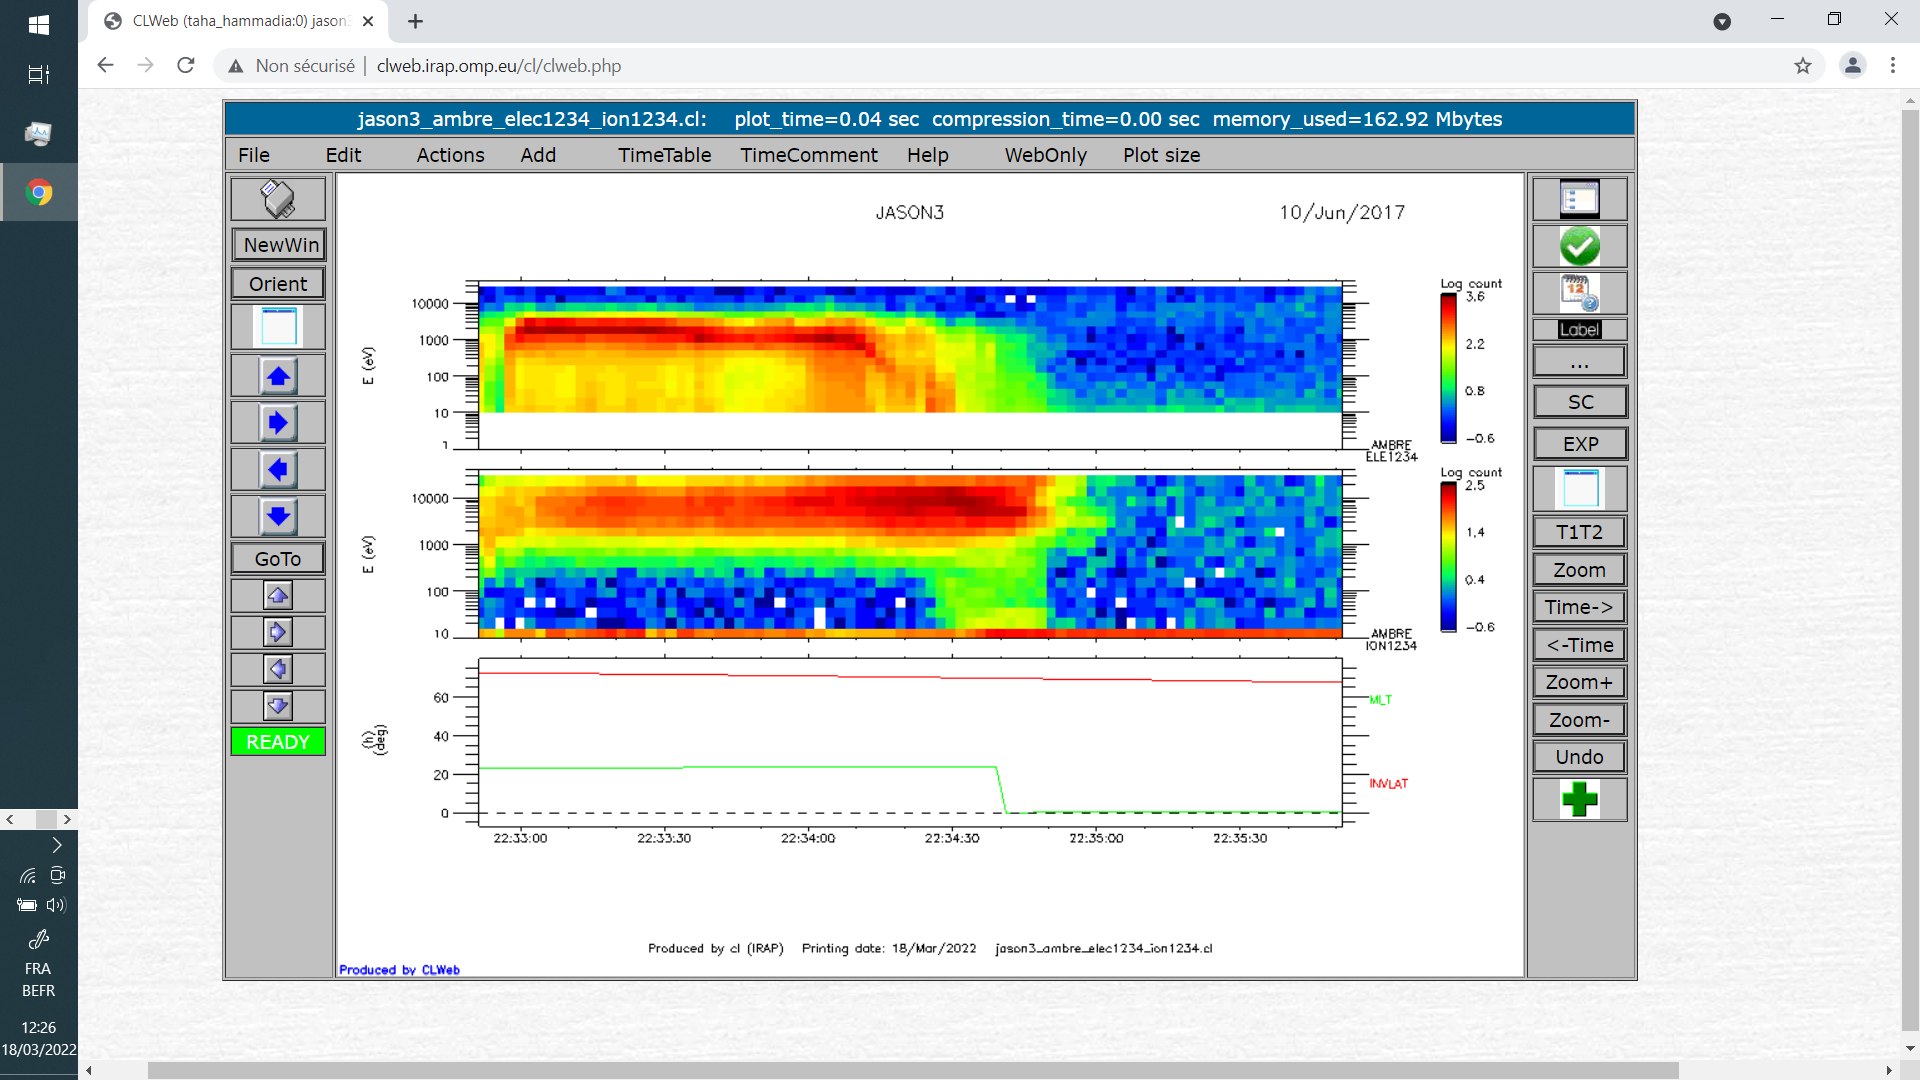 CLWeb (taha_hammadia:0) jason3
Non sécurisé | clweb.irap.omp.eu/cl/clweb.php
jason3_ambre_elec1234_ion1234.cl: plot_time=0.04 sec compression_time=0.00 sec memory_used=162.92 Mbytes
File Edit Actions Add TimeTable TimeComment Help WebOnly Plot size
NewWin
Orient
GoTo
READY
JASON3 10/Jun/2017
Log count
3.6
2.2
0.8
-0.6
10000
1000
100
10
1
E (eV)
AMBRE
ELE1234
Log count
2.5
1.4
0.4
-0.6
10000
1000
100
10
E (eV)
AMBRE
ION1234
60
40
20
0
(h)
(deg)
MLT
INVLAT
22:33:00 22:33:30 22:34:00 22:34:30 22:35:00 22:35:30
Produced by cl (IRAP) Printing date: 18/Mar/2022 jason3_ambre_elec1234_ion1234.cl
Produced by CLWeb
12
Label
...
SC
EXP
T1T2
Zoom
Time->
<-Time
Zoom+
Zoom-
Undo
FRA
BEFR
12:26
18/03/2022